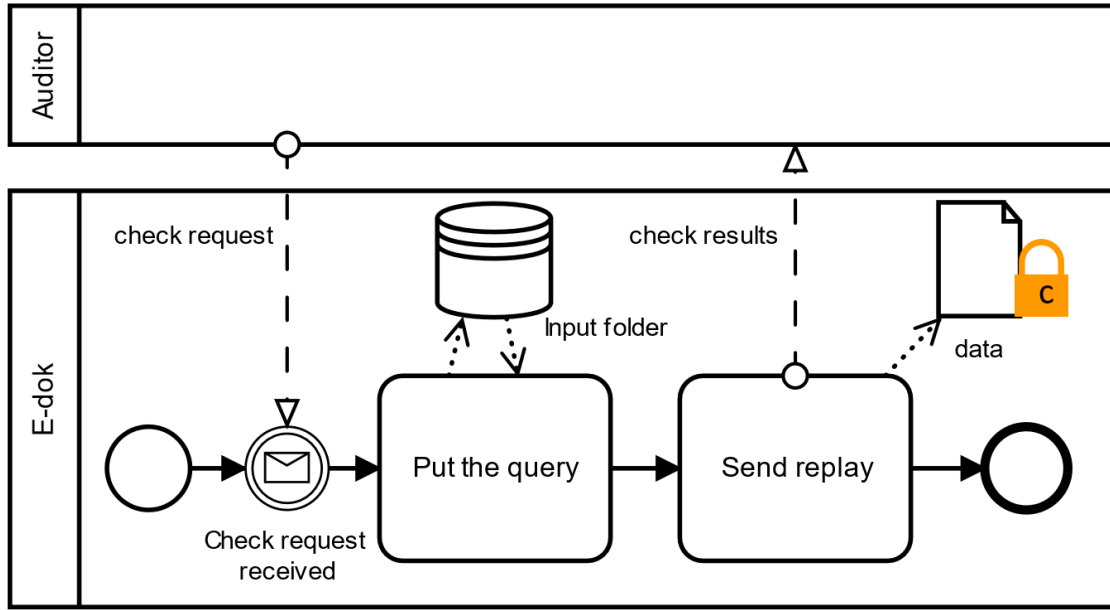 Auditor
check request
check results
Input folder
data
C
E-dok
Put the query
Send replay
Check request
received